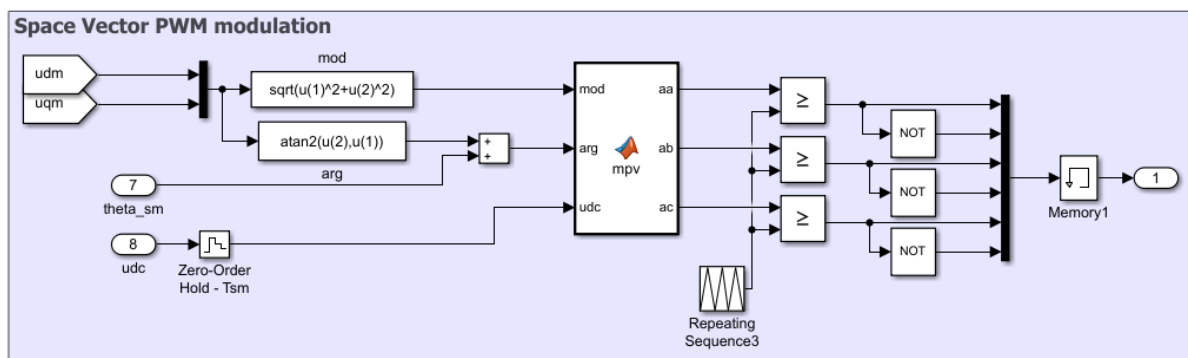 Space Vector PWM modulation
udm
uqm
mod
sqrt(u(1)^2+u(2)^2)
atan2(u(2),u(1))
arg
+
+
7
theta_sm
8
udc
Zero-Order
Hold - Tsm
mod
arg
udc
mpv
aa
ab
ac
≥
≥
≥
Repeating
Sequence3
NOT
NOT
NOT
Memory1
1